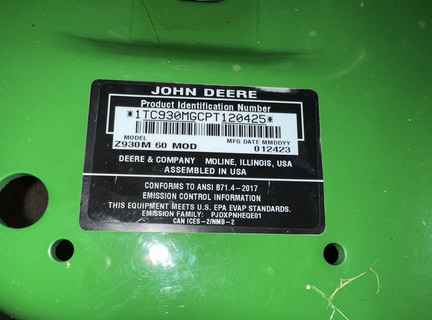 JOHN DEERE
Product Identification Number
*1TC930MGCPT120425*
MODEL MFG DATE MMDDYY
Z930M 60 MOD 012423
DEERE & COMPANY MOLINE, ILLINOIS, USA
ASSEMBLED IN USA
CONFORMS TO ANSI B71.4-2017
EMISSION CONTROL INFORMATION
THIS EQUIPMENT MEETS U.S. EPA EVAP STANDARDS.
EMISSION FAMILY: PJDXPNHEQE01
CAN ICES-2/NMB-2